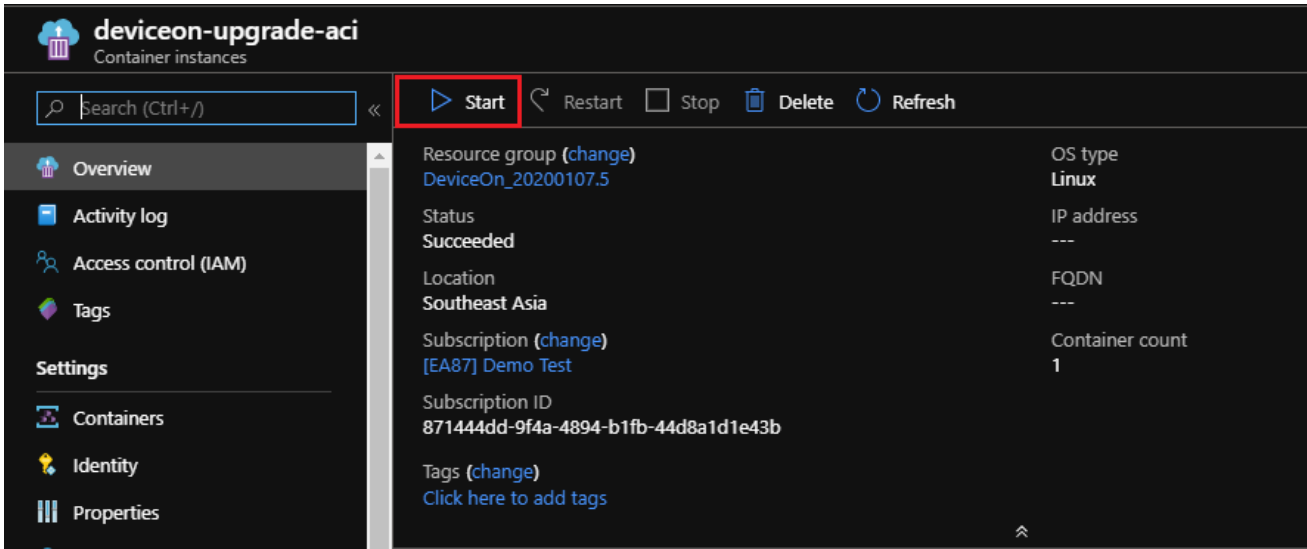 deviceon-upgrade-aci
Container instances
Search (Ctrl+/)
«
Start Restart Stop Delete Refresh
Overview
Activity log
Access control (IAM)
Tags
Settings
Containers
Identity
Properties
Resource group (change)
DeviceOn_20200107.5
Status
Succeeded
Location
Southeast Asia
Subscription (change)
[EA87] Demo Test
Subscription ID
871444dd-9f4a-4894-b1fb-44d8a1d1e43b
Tags (change)
Click here to add tags
OS type
Linux
IP address
---
FQDN
---
Container count
1